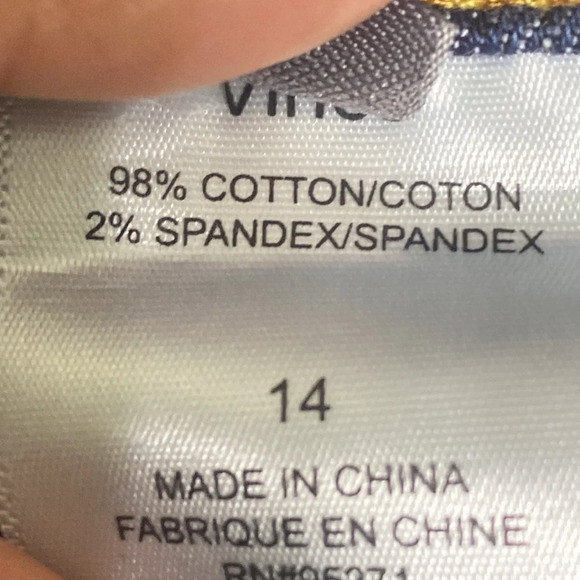 98% COTTON/COTON
2% SPANDEX/SPANDEX
14
MADE IN CHINA
FABRIQUE EN CHINE